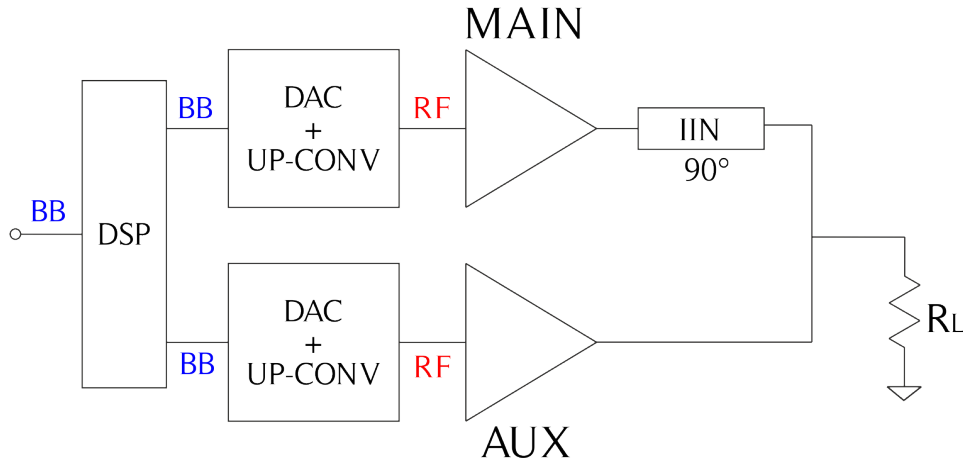 MAIN
BB
DAC
+
UP-CONV
RF
IIN
90°
BB
DSP
DAC
+
UP-CONV
BB
RF
RL
AUX